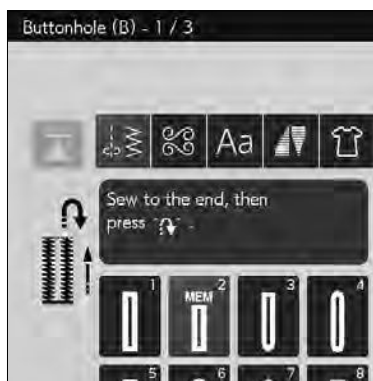 Buttonhole (B) - 1 / 3
Aa
Sew to the end, then
press .
1
MEM 2
3
4
5
6
7
8